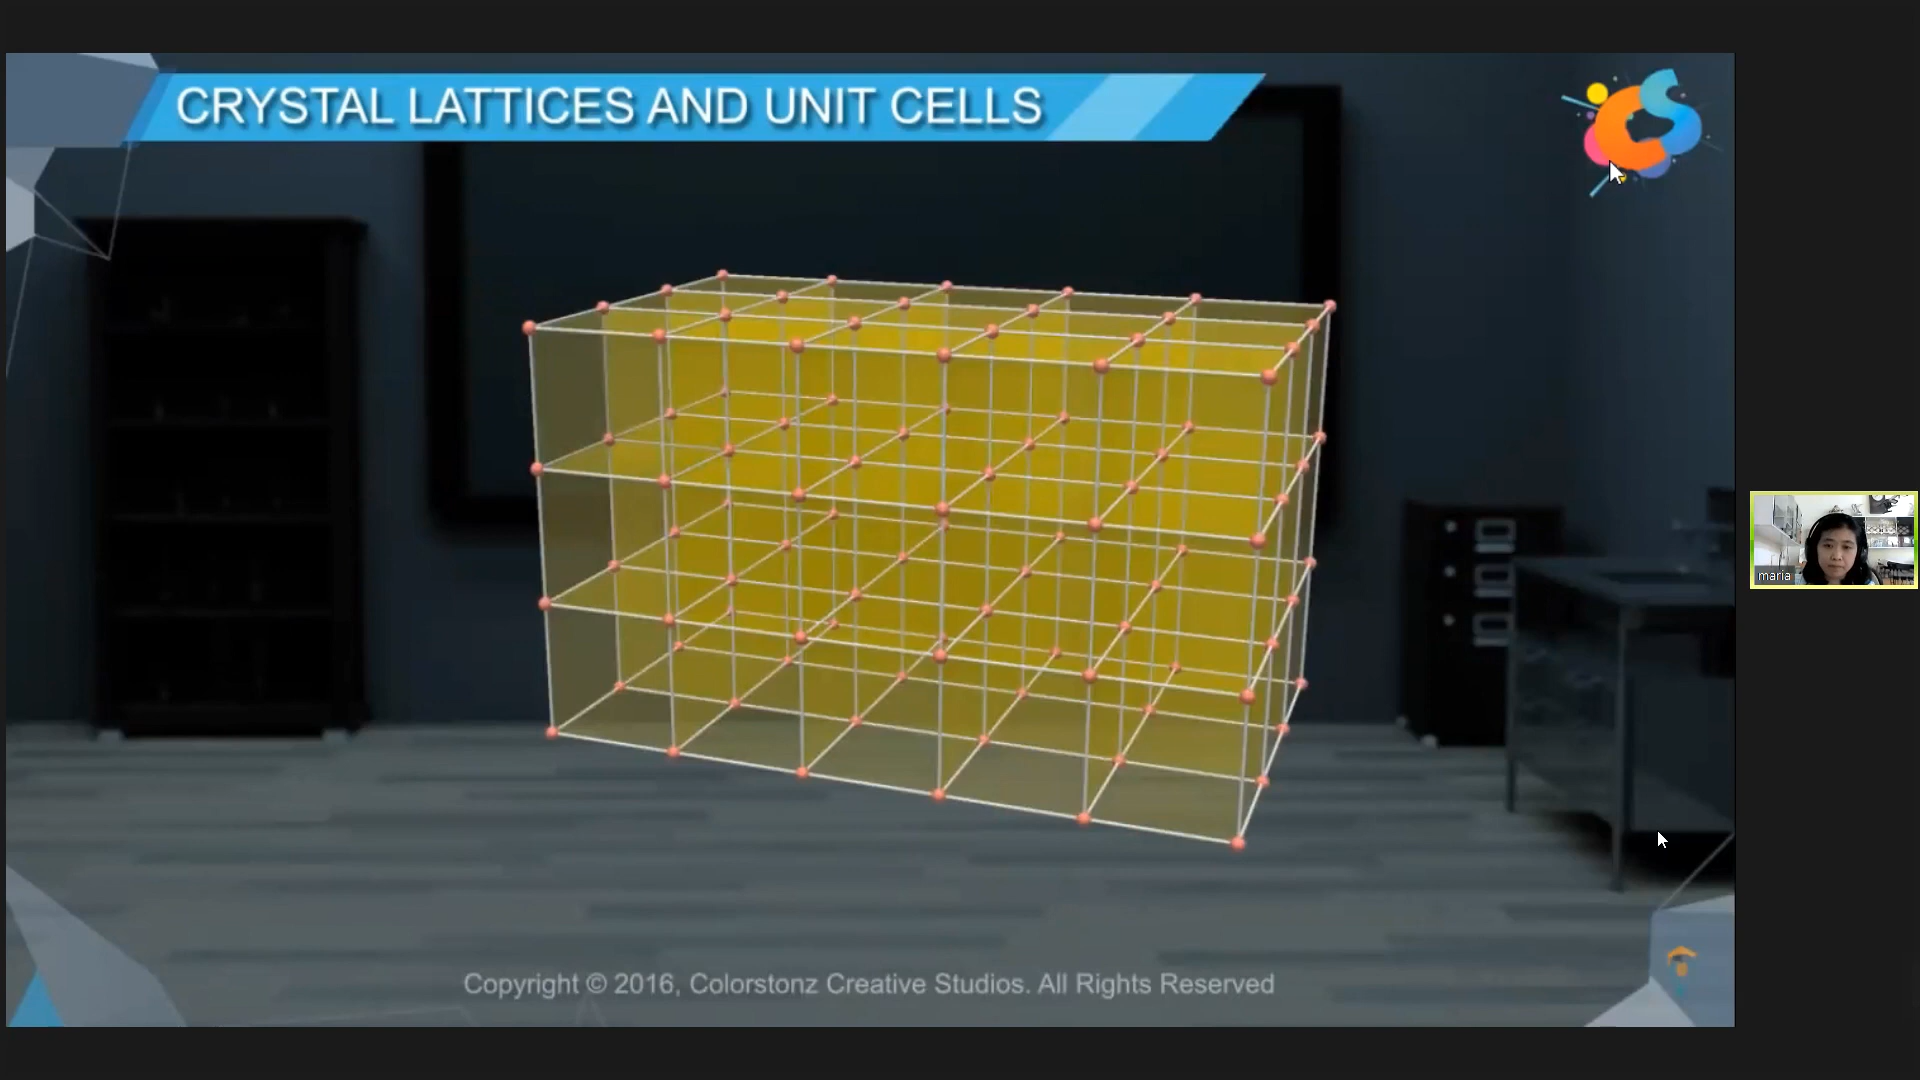 CRYSTAL LATTICES AND UNIT CELLS
maria
Copyright © 2016, Colorstonz Creative Studios. All Rights Reserved